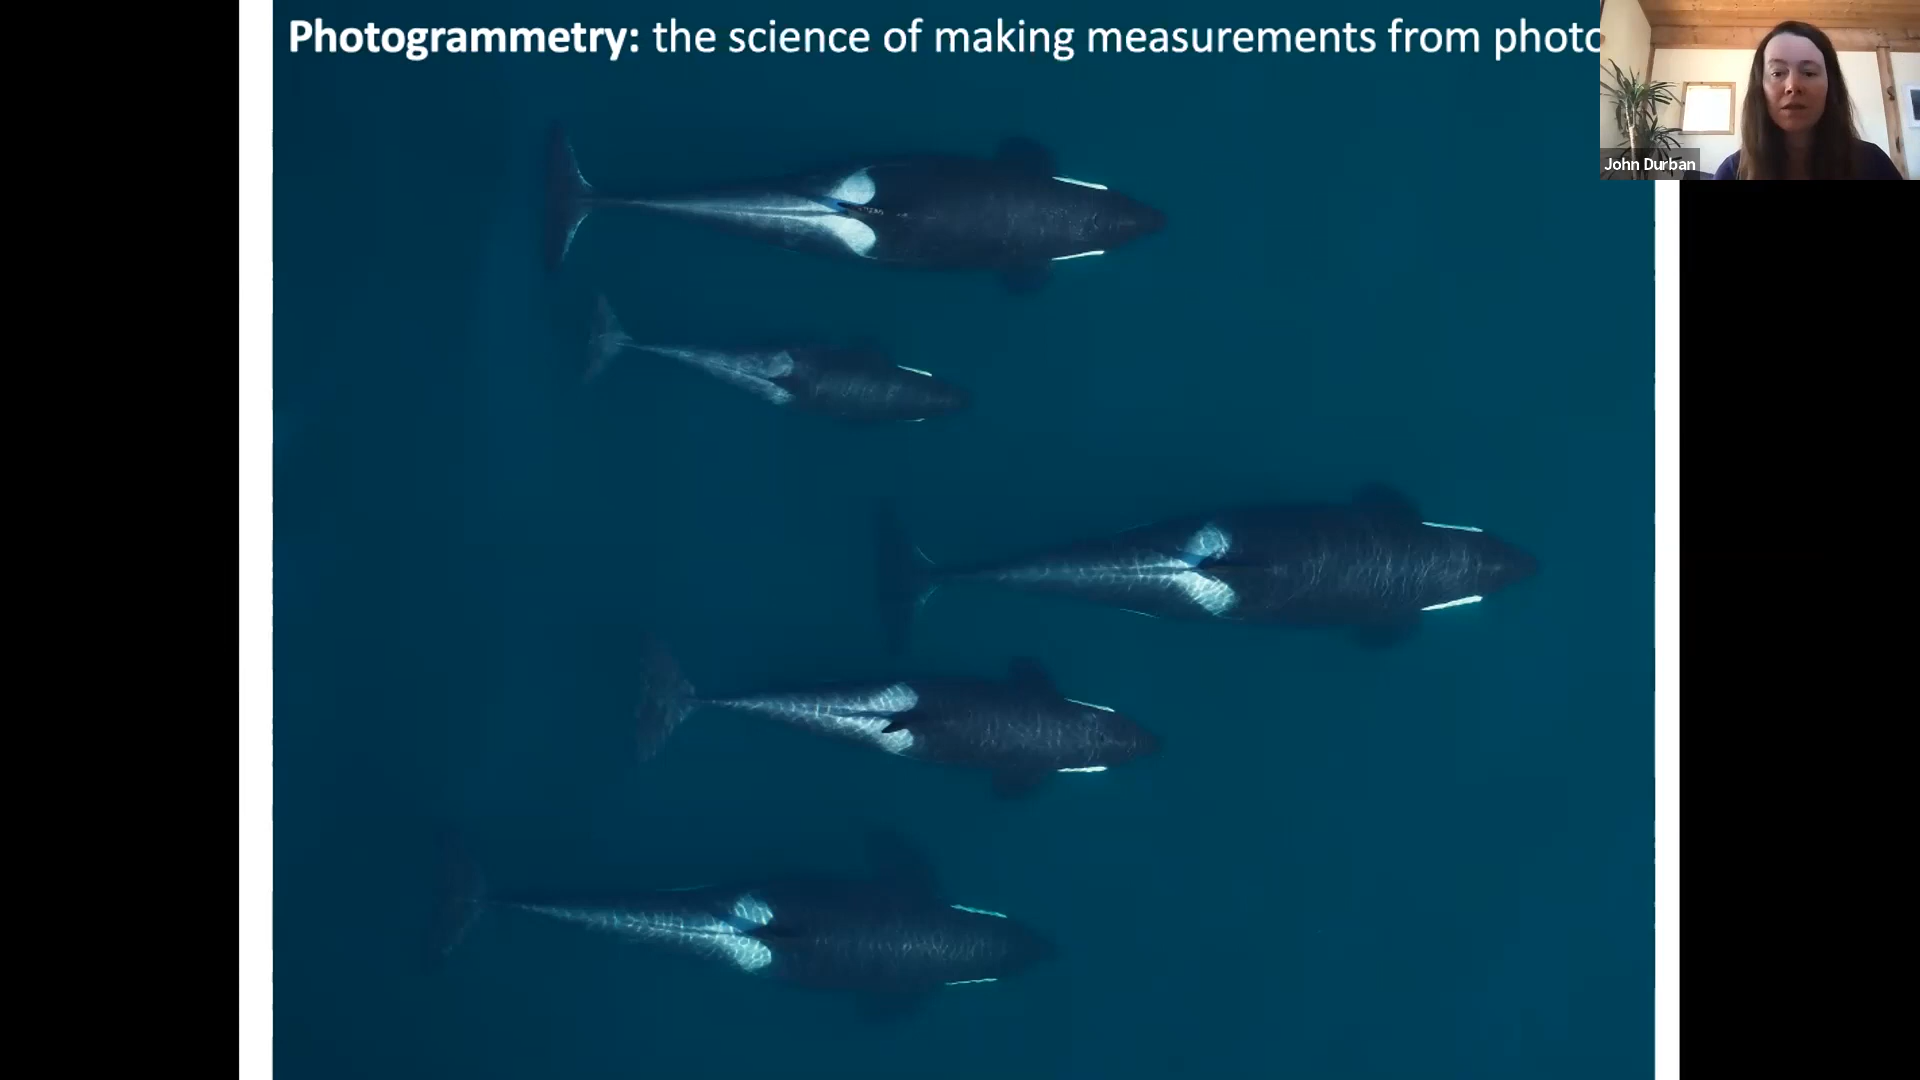 Photogrammetry: the science of making measurements from photo
John Durban